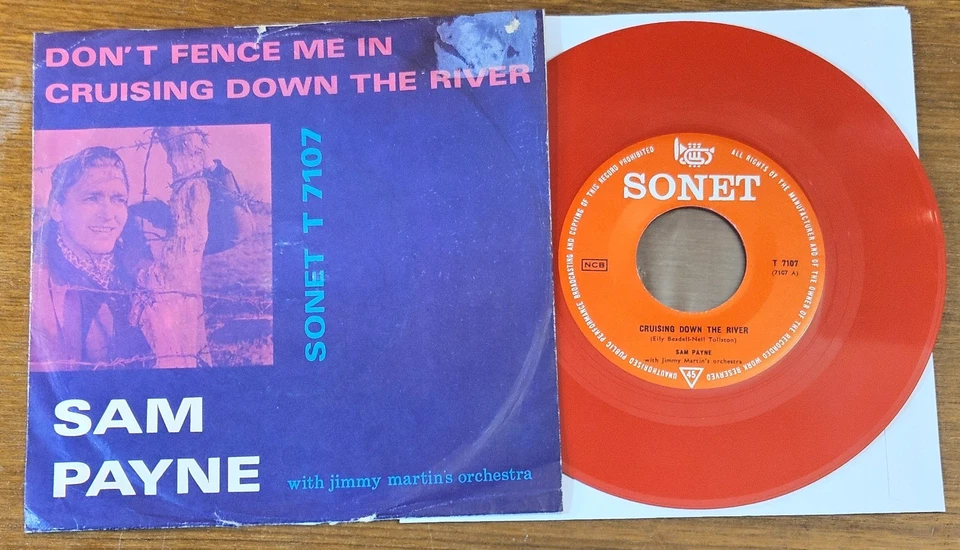 DON'T FENCE ME IN
CRUISING DOWN THE RIVER
SONET T 7107
SAM
PAYNE with jimmy martin's orchestra
UNAUTHORISED PUBLIC PERFORMANCE BROADCASTING AND COPYING OF THIS RECORD PROHIBITED
ALL RIGHTS OF THE MANUFACTURER AND OF THE OWNER OF THE RECORDED WORK RESERVED
SONET
NCB
T 7107
(7107 A)
CRUISING DOWN THE RIVER
(Eily Beadell-Nell Tollston)
SAM PAYNE
with Jimmy Martin's orchestra
45